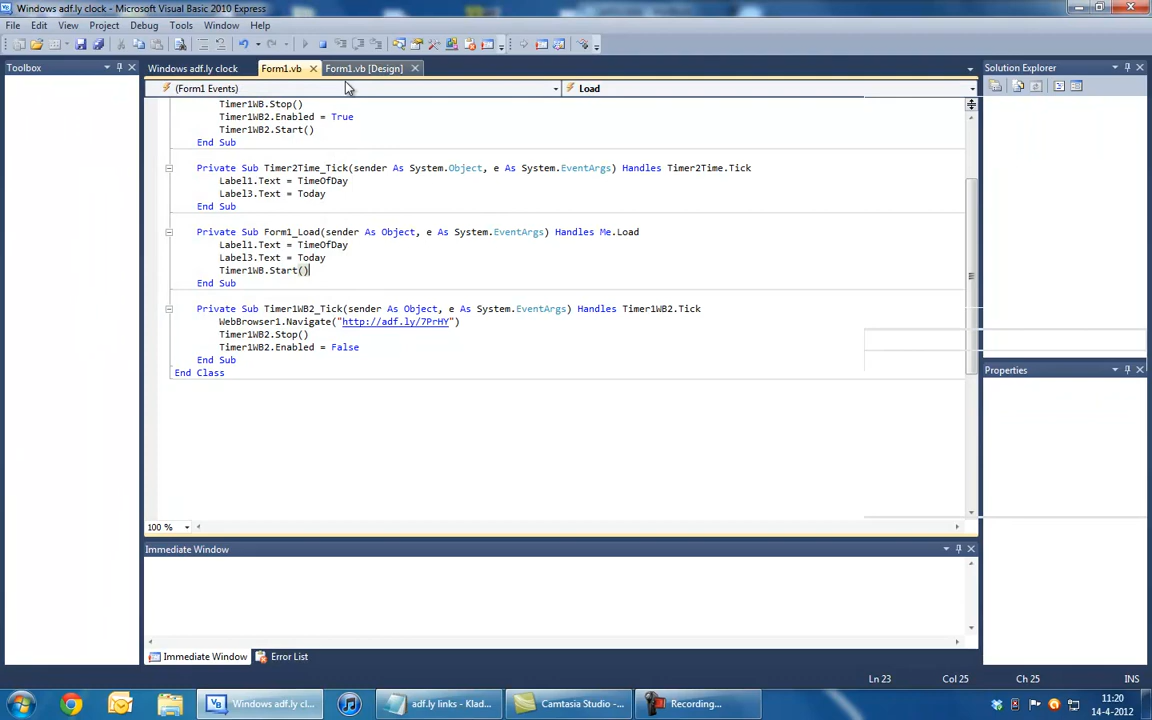 Windows adf.ly clock - Microsoft Visual Basic 2010 Express
File Edit View Project Debug Tools Window Help
Toolbox
Windows adf.ly clock Form1.vb Form1.vb [Design]
Solution Explorer
(Form1 Events) Load
Timer1WB.Stop()
Timer1WB2.Enabled = True
Timer1WB2.Start()
End Sub
Private Sub Timer2Time_Tick(sender As System.Object, e As System.EventArgs) Handles Timer2Time.Tick
Label1.Text = TimeOfDay
Label3.Text = Today
End Sub
Private Sub Form1_Load(sender As Object, e As System.EventArgs) Handles Me.Load
Label1.Text = TimeOfDay
Label3.Text = Today
Timer1WB.Start()
End Sub
Private Sub Timer1WB2_Tick(sender As Object, e As System.EventArgs) Handles Timer1WB2.Tick
WebBrowser1.Navigate("http://adf.ly/7PrHY")
Timer1WB2.Stop()
Timer1WB2.Enabled = False
End Sub
End Class
Properties
100 %
Immediate Window
Immediate Window Error List
Ln 23 Col 25 Ch 25 INS
Windows adf.ly cl... adf.ly links - Klad... Camtasia Studio -... Recording...
11:20
14-4-2012